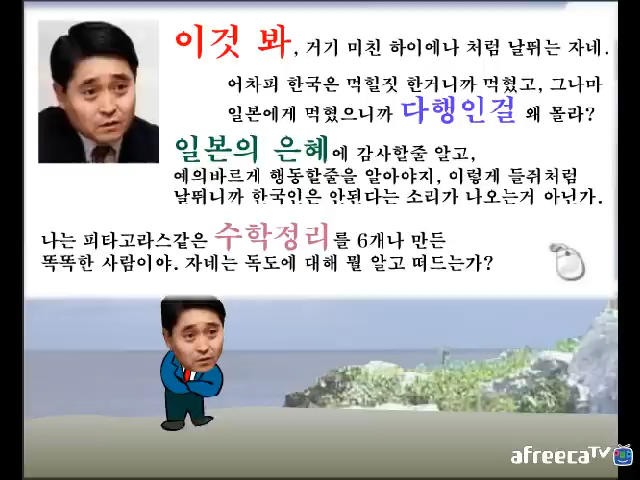 이것 봐, 거기 미친 하이에나 처럼 날뛰는 자네.
어차피 한국은 먹힐짓 한거니까 먹혔고, 그나마
일본에게 먹혔으니까 다행인걸 왜 몰라?
일본의 은혜에 감사할줄 알고,
예의바르게 행동할줄을 알아야지, 이렇게 들쥐처럼
날뛰니까 한국인은 안된다는 소리가 나오는거 아닌가.
나는 피타고라스같은 수학정리를 6개나 만든
똑똑한 사람이야. 자네는 독도에 대해 뭘 알고 떠드는가?
afreecaTV